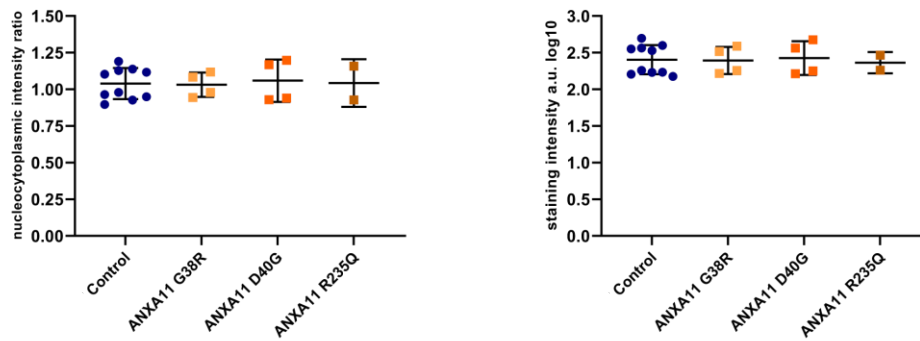 nucleocytoplasmic intensity ratio
1.50
1.25
1.00
0.75
0.50
0.25
0.00
Control
ANXA11 G38R
ANXA11 D40G
ANXA11 R235Q
staining intensity a.u. log10
3.0
2.5
2.0
1.5
1.0
0.5
0.0
Control
ANXA11 G38R
ANXA11 D40G
ANXA11 R235Q